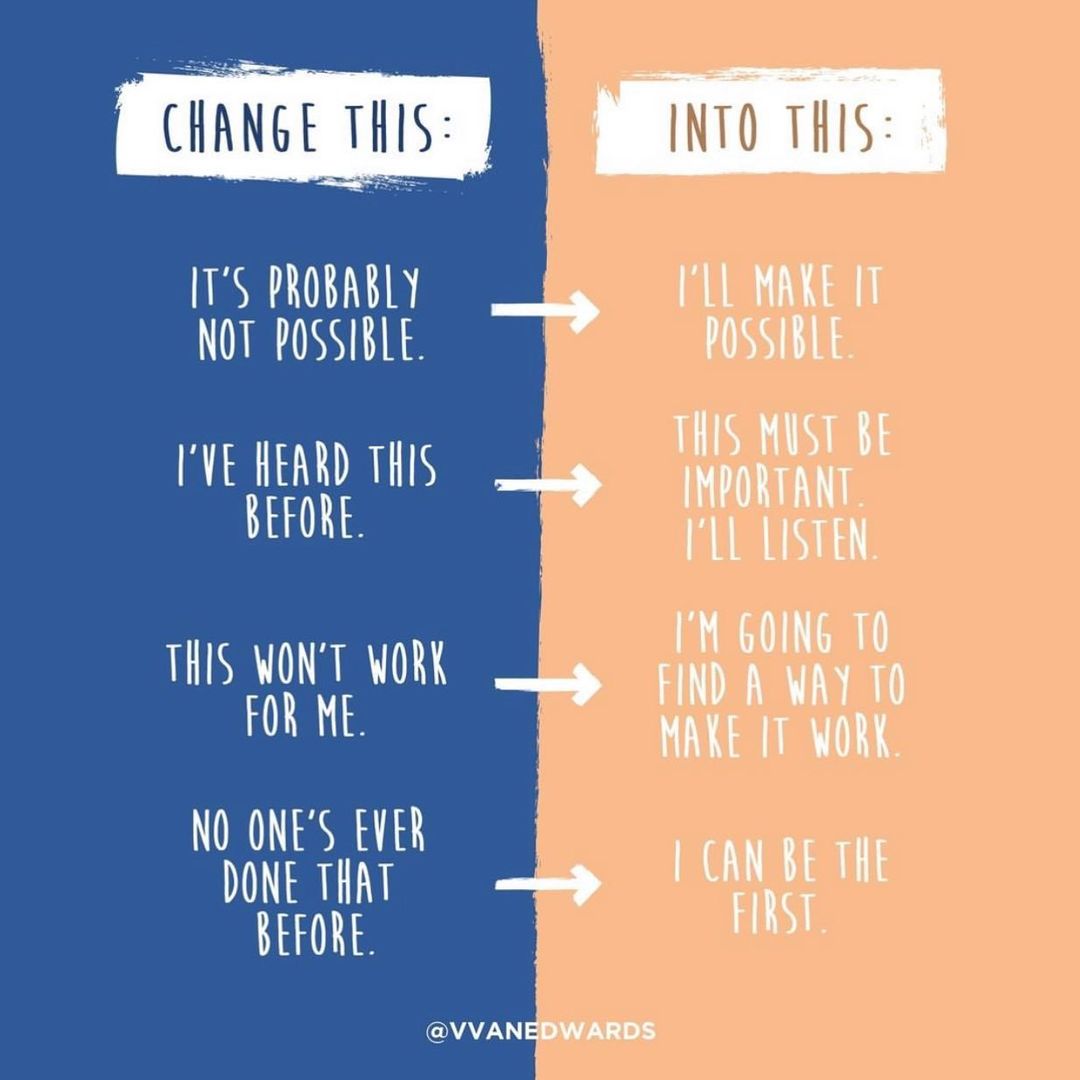 CHANGE THIS:
INTO THIS:
IT'S PROBABLY
NOT POSSIBLE.
I'LL MAKE IT
POSSIBLE.
I'VE HEARD THIS
BEFORE.
THIS MUST BE
IMPORTANT.
I'LL LISTEN.
THIS WON'T WORK
FOR ME.
I'M GOING TO
FIND A WAY TO
MAKE IT WORK.
NO ONE'S EVER
DONE THAT
BEFORE.
I CAN BE THE
FIRST.
@VVANEDWARDS